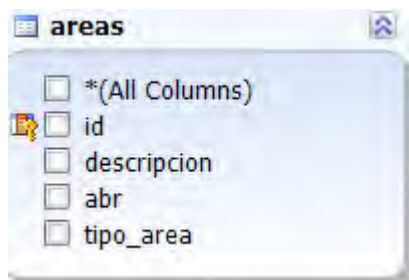 areas
*(All Columns)
id
descripcion
abr
tipo_area